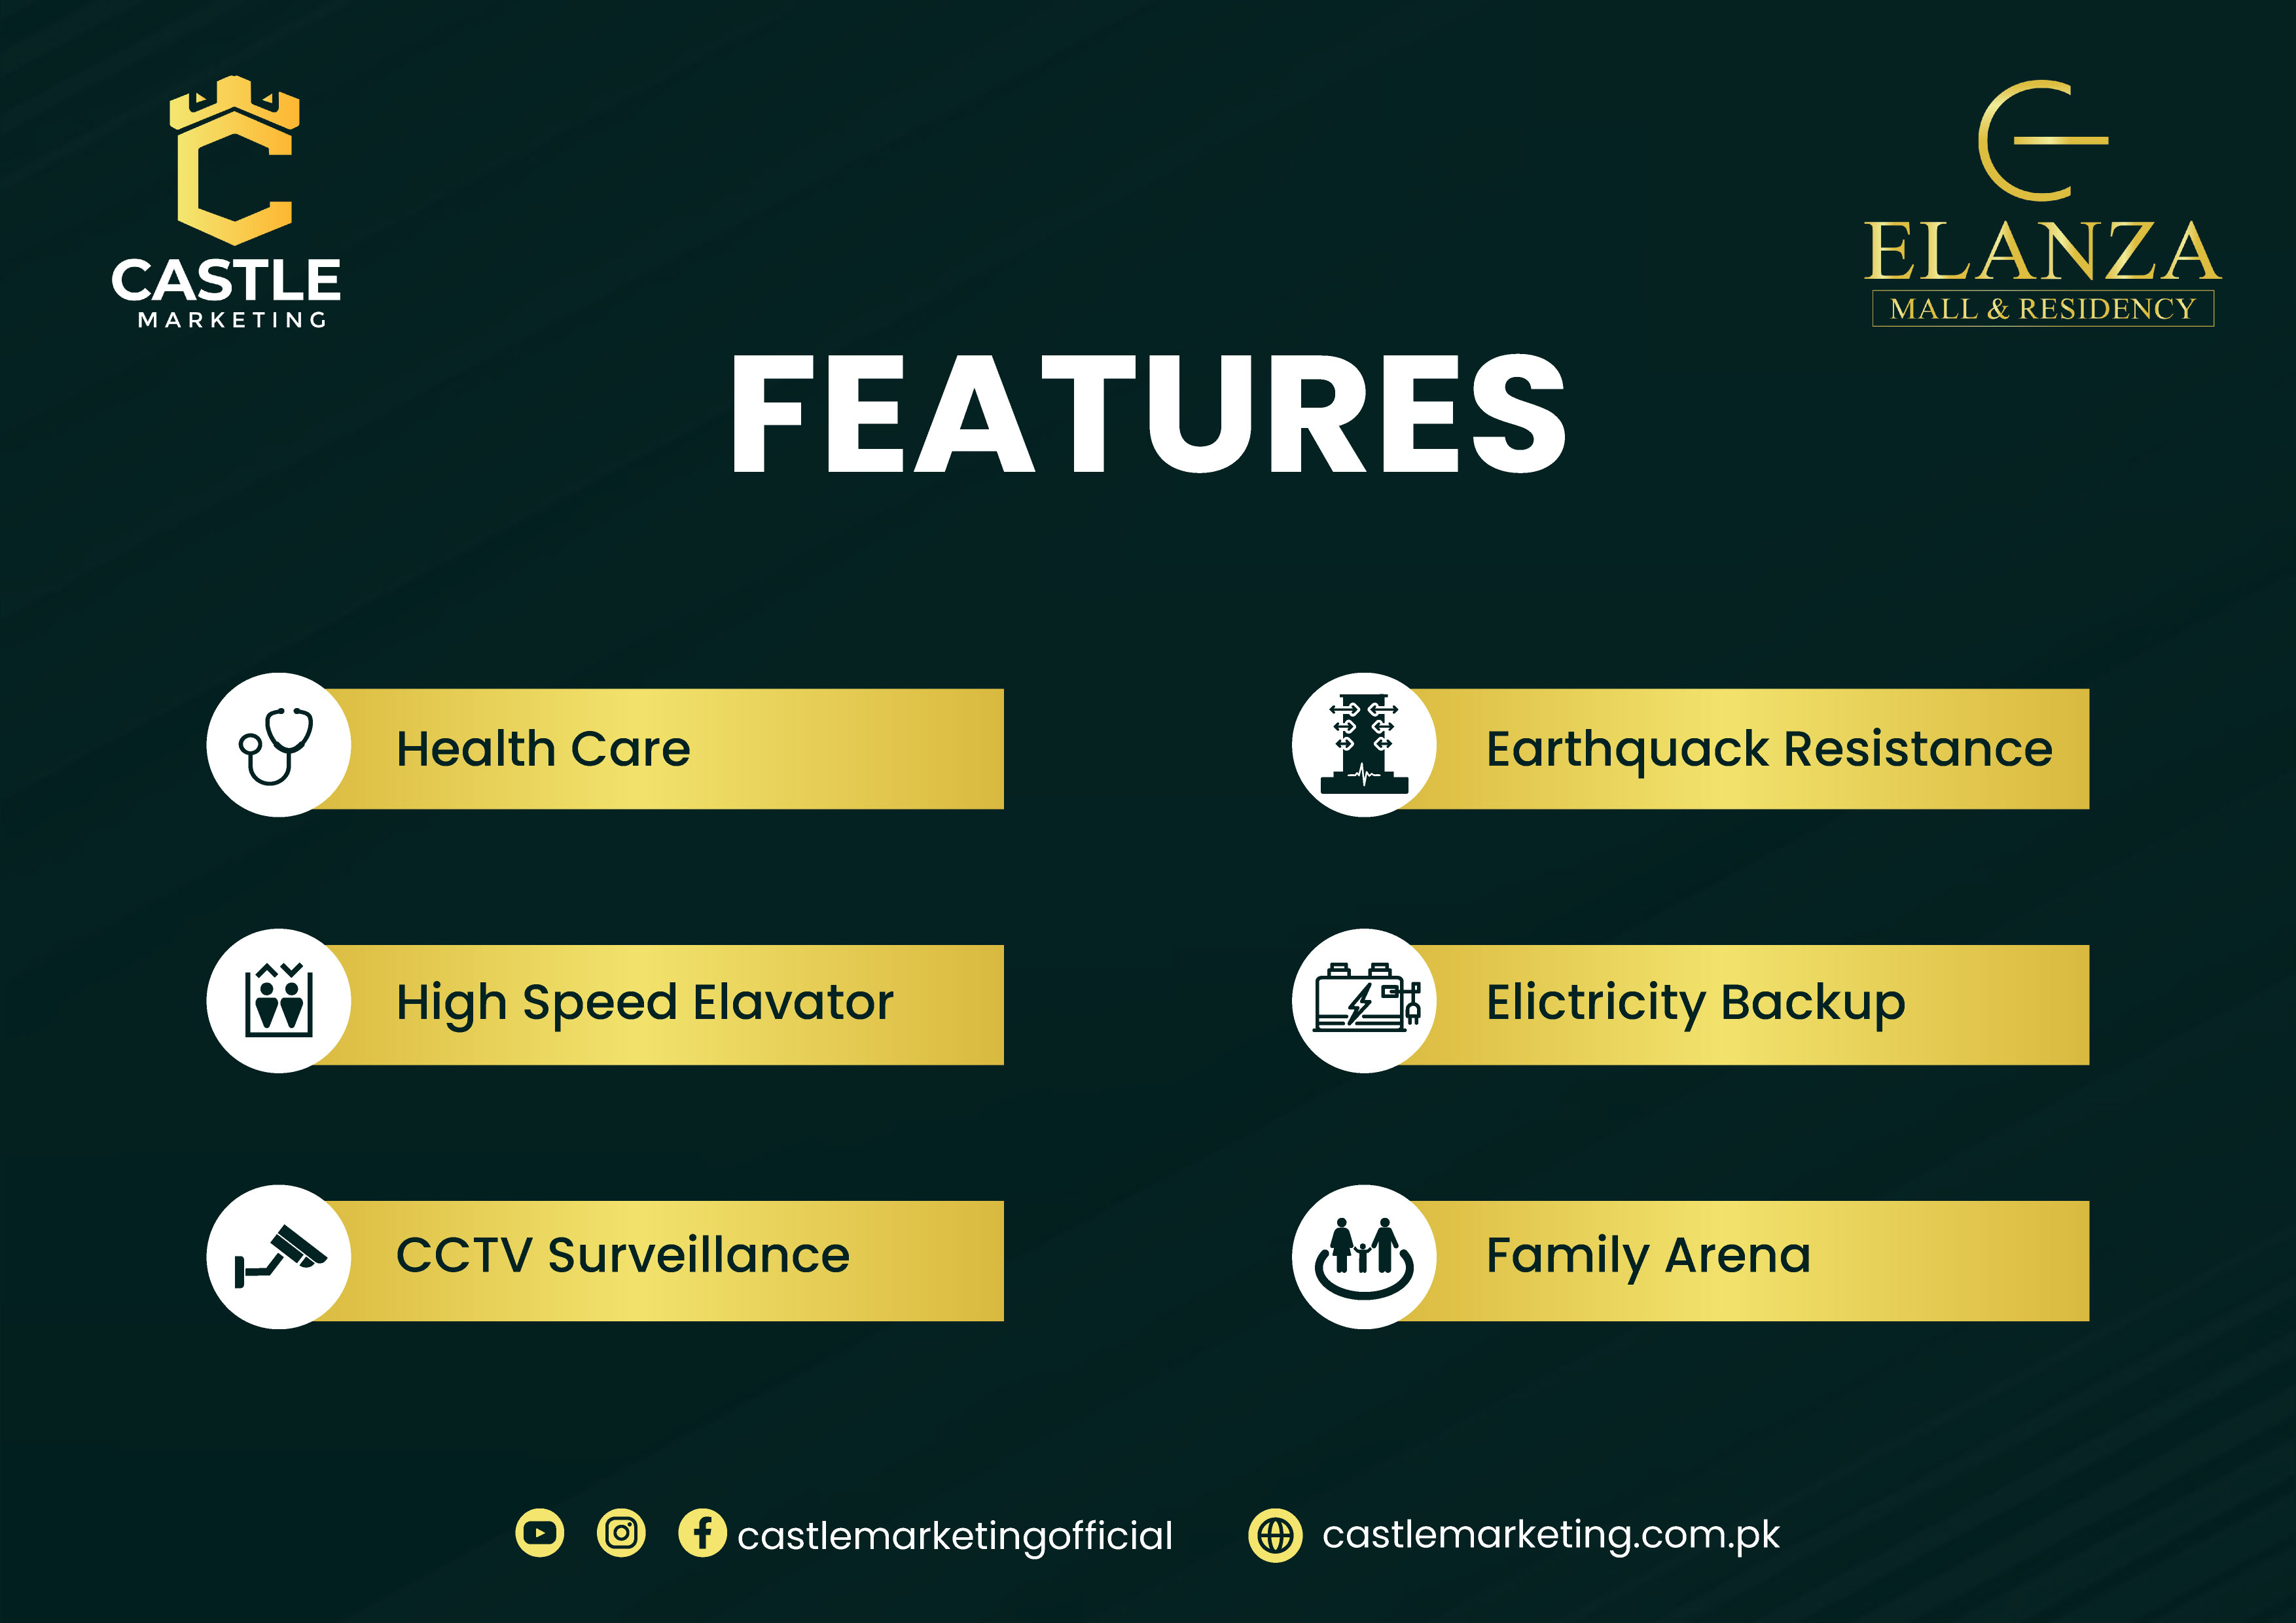 CASTLE
MARKETING
ELANZA
MALL & RESIDENCY
FEATURES
Health Care
Earthquack Resistance
High Speed Elavator
Elictricity Backup
CCTV Surveillance
Family Arena
castlemarketingofficial
castlemarketing.com.pk